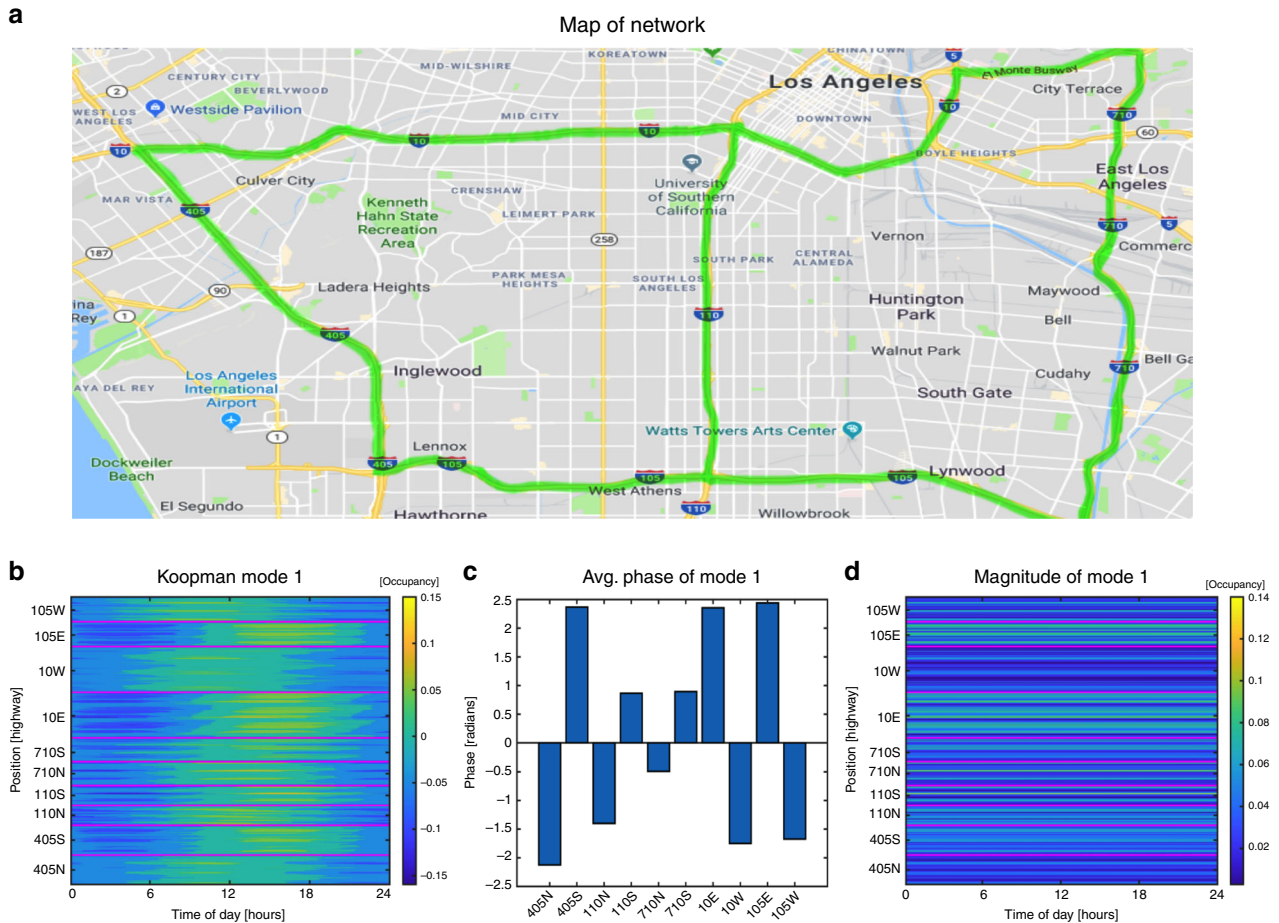 a
Map of network
KOREATOWN
CHINATOWN
5
MID-WILSHIRE
CENTURY CITY
El Monte Busway
2
BEVERLYWOOD
Los Angeles
City Terrace
WEST LOS
ANGELES
Westside Pavilion
MID CITY
10
DOWNTOWN
710
10
10
10
60
BOYLE HEIGHTS
Culver City
University
of Southern
California
East Los
Angeles
MAR VISTA
405
Kenneth
Hahn State
Recreation
Area
CRENSHAW
LEIMERT PARK
710
5
187
258
Vernon
Commerc
SOUTH PARK
CENTRAL
ALAMEDA
90
Ladera Heights
PARK MESA
HEIGHTS
SOUTH LOS
ANGELES
Maywood
ina
Rey
1
Huntington
Park
405
110
Bell
Walnut Park
Bell Ga
AYA DEL REY
Los Angeles
International
Airport
Inglewood
Cudahy
710
South Gate
1
Watts Towers Arts Center
Lennox
Dockweiler
Beach
405
105
105
105
Lynwood
West Athens
El Segundo
Hawthorne
110
Willowbrook
b
Koopman mode 1
[Occupancy]
Position [highway]
105W
105E
10W
10E
710S
710N
110S
110N
405S
405N
0
6
12
18
24
Time of day [hours]
0.15
0.1
0.05
0
−0.05
−0.1
−0.15
c
Avg. phase of mode 1
Phase [radians]
2.5
2
1.5
1
0.5
0
−0.5
−1
−1.5
−2
−2.5
405N
405S
110N
110S
710N
710S
10E
10W
105E
105W
d
Magnitude of mode 1
[Occupancy]
Position [highway]
105W
105E
10W
10E
710S
710N
110S
110N
405S
405N
0
6
12
18
24
Time of day [hours]
0.14
0.12
0.1
0.08
0.06
0.04
0.02